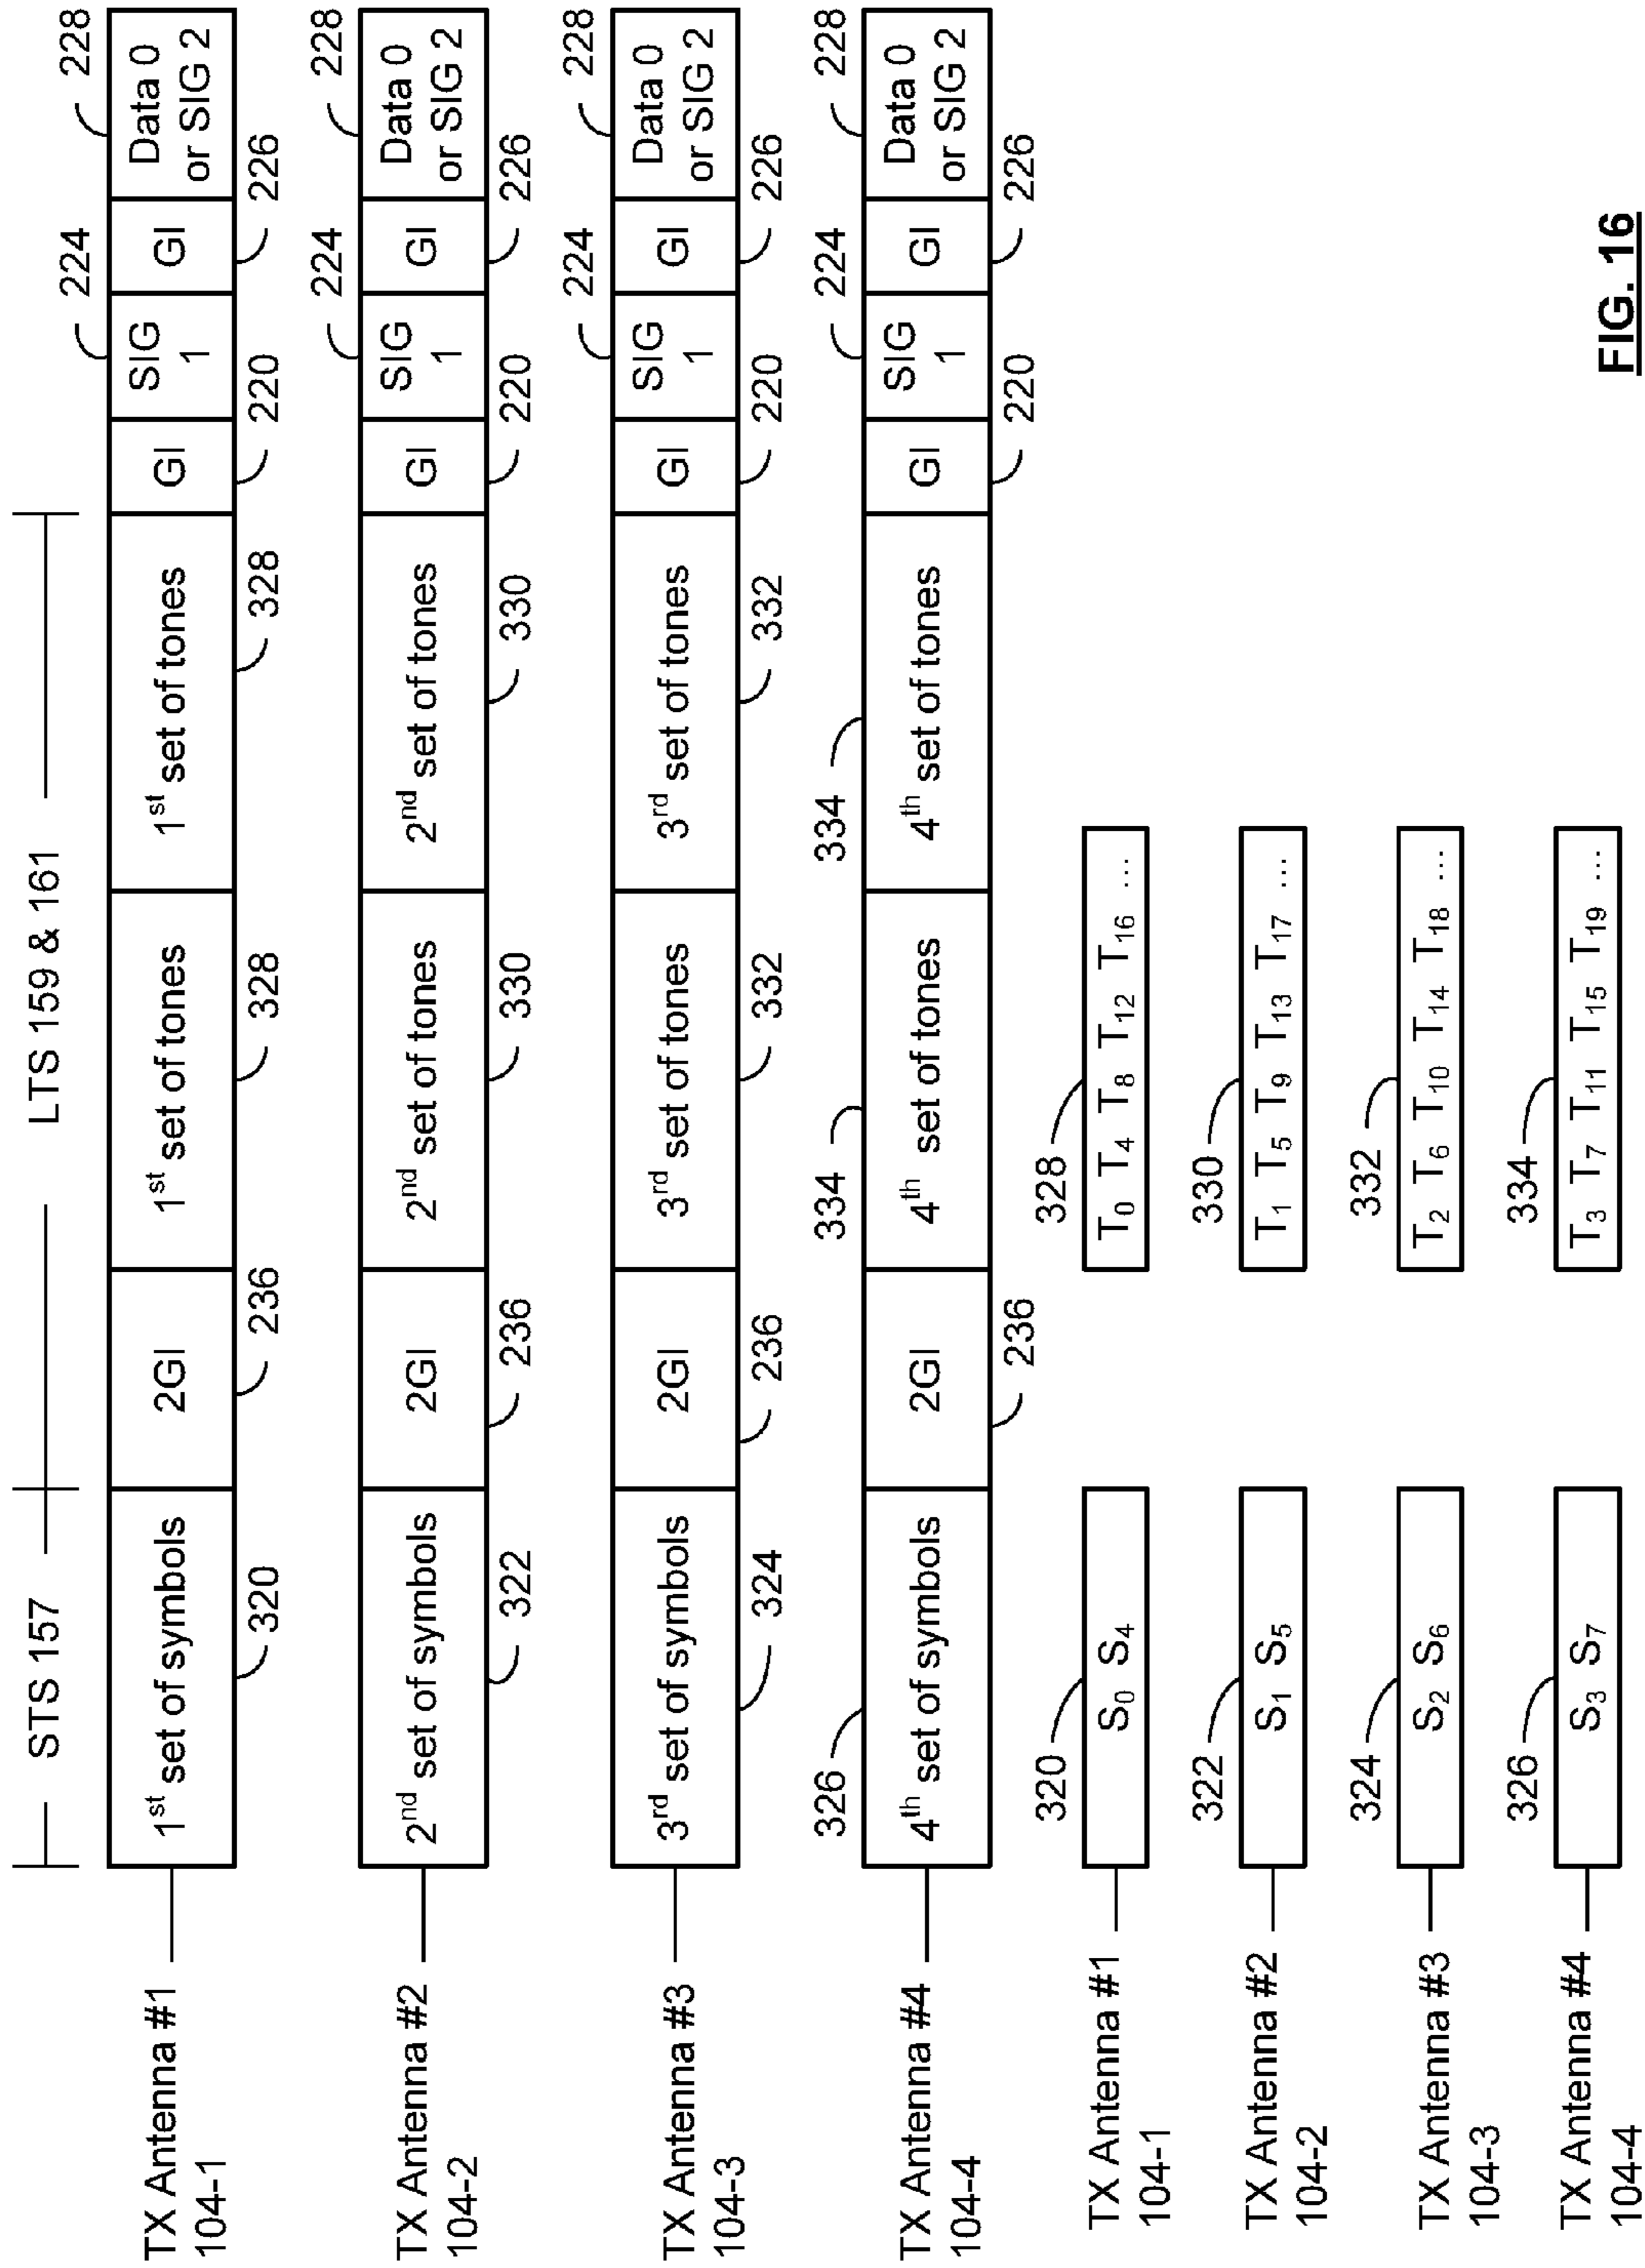 STS 157
LTS 159 & 161
224
228
TX Antenna #1
104-1
1st set of symbols
2GI
1st set of tones
1st set of tones
GI
SIG
1
GI
Data 0
or SIG 2
320
236
328
328
220
226
224
228
TX Antenna #2
104-2
2nd set of symbols
2GI
2nd set of tones
2nd set of tones
GI
SIG
1
GI
Data 0
or SIG 2
322
236
330
330
220
226
224
228
TX Antenna #3
104-3
3rd set of symbols
2GI
3rd set of tones
3rd set of tones
GI
SIG
1
GI
Data 0
or SIG 2
324
236
332
332
220
226
326
334
334
224
228
TX Antenna #4
104-4
4th set of symbols
2GI
4th set of tones
4th set of tones
GI
SIG
1
GI
Data 0
or SIG 2
236
220
226
320
328
TX Antenna #1
104-1
S0 S4
T0 T4 T8 T12 T16 ...
322
330
TX Antenna #2
104-2
S1 S5
T1 T5 T9 T13 T17 ...
324
332
TX Antenna #3
104-3
S2 S6
T2 T6 T10 T14 T18 ...
326
334
TX Antenna #4
104-4
S3 S7
T3 T7 T11 T15 T19 ...
FIG. 16